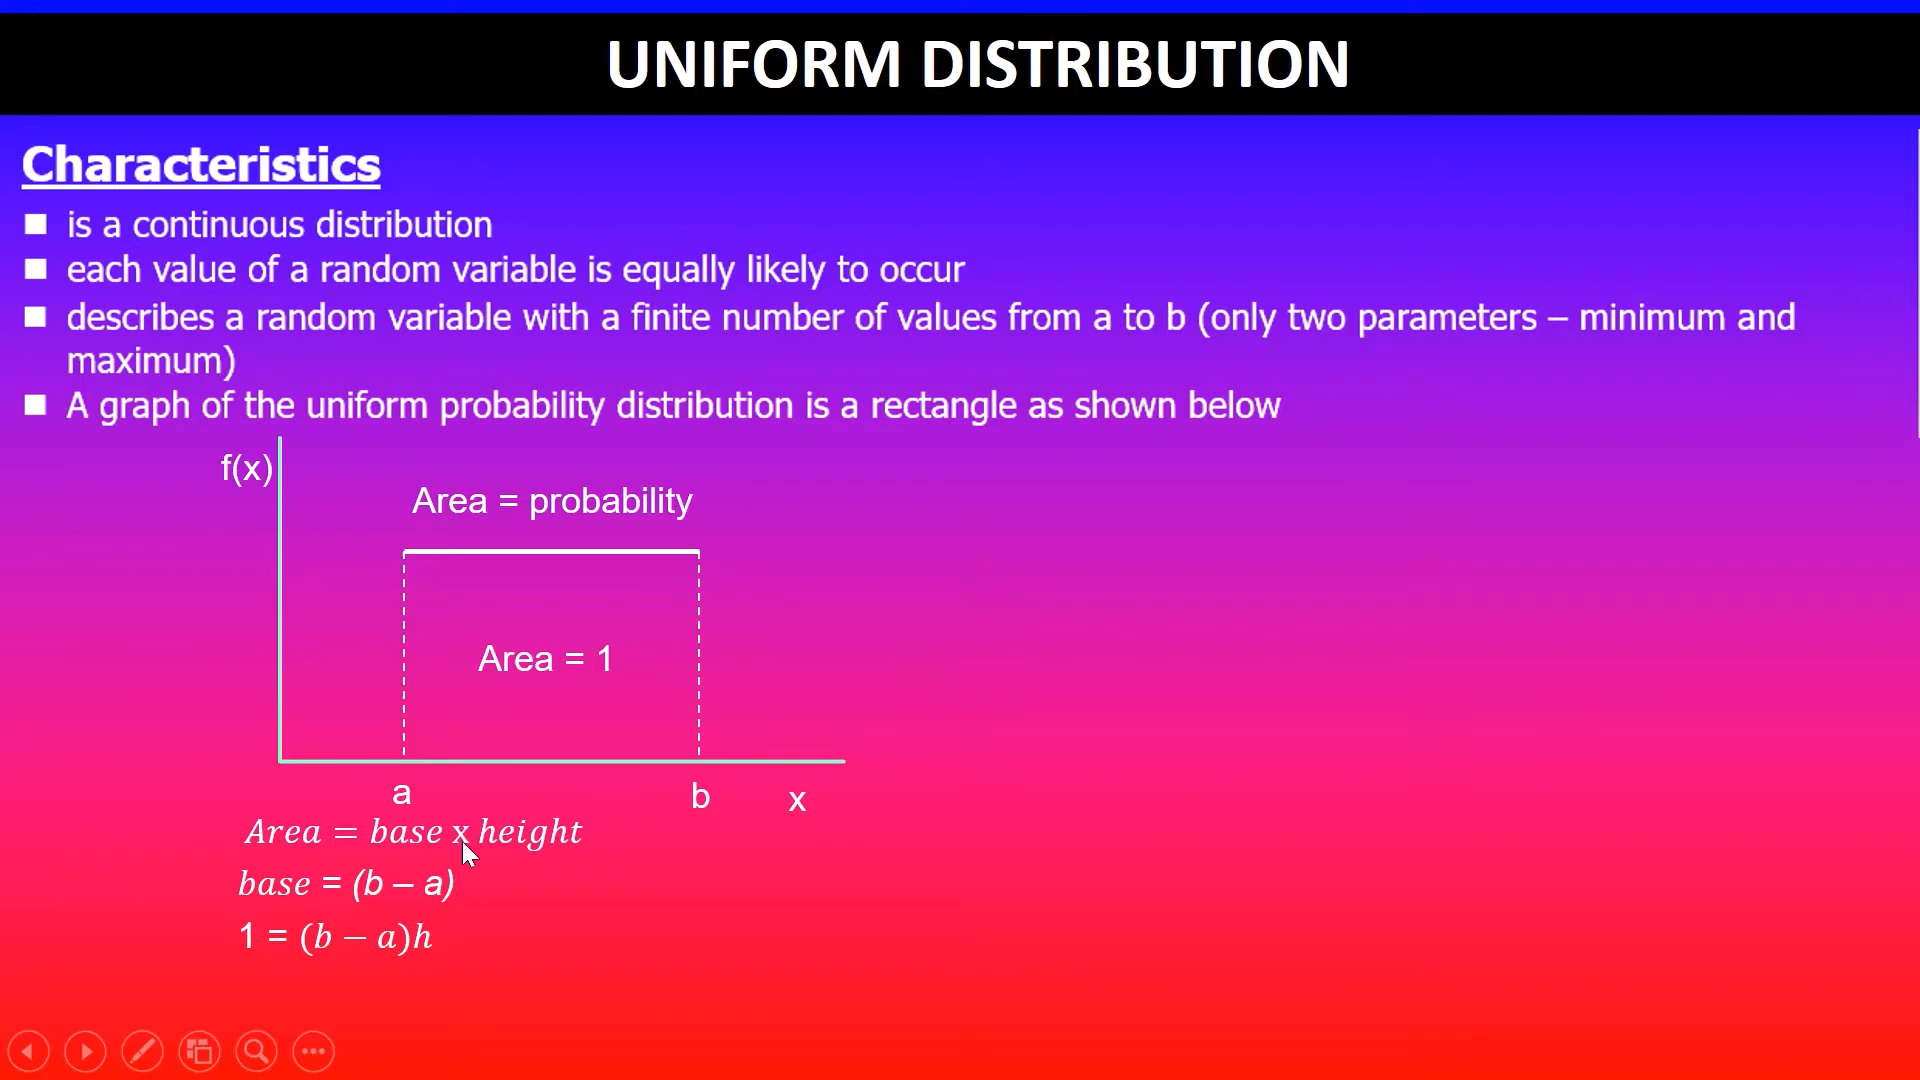 UNIFORM DISTRIBUTION
Characteristics
is a continuous distribution
each value of a random variable is equally likely to occur
describes a random variable with a finite number of values from a to b (only two parameters – minimum and
maximum)
A graph of the uniform probability distribution is a rectangle as shown below
f(x)
Area = probability
Area = 1
a b x
Area = base x height
base = (b – a)
1 = (b − a)h